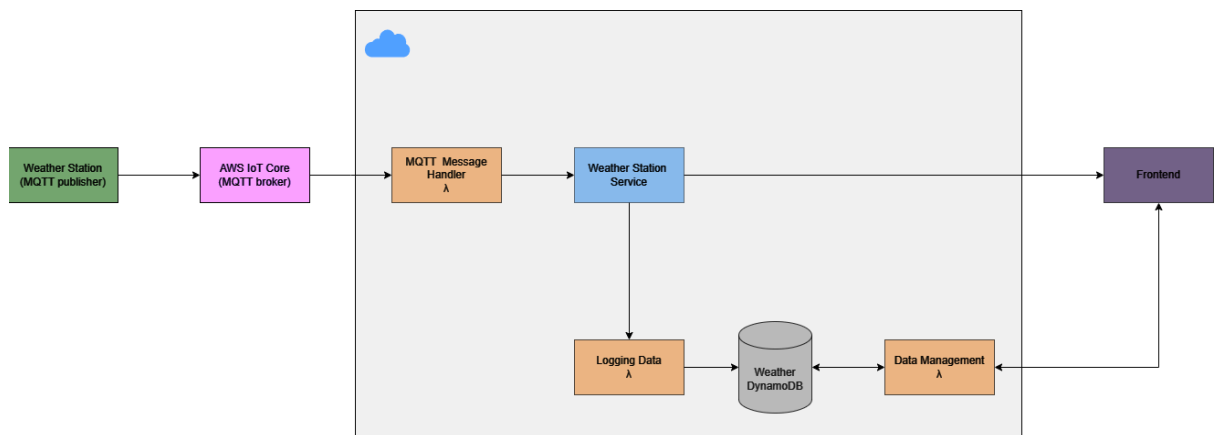 Weather Station
(MQTT publisher)
AWS IoT Core
(MQTT broker)
MQTT Message
Handler
λ
Weather Station
Service
Frontend
Logging Data
λ
Weather
DynamoDB
Data Management
λ